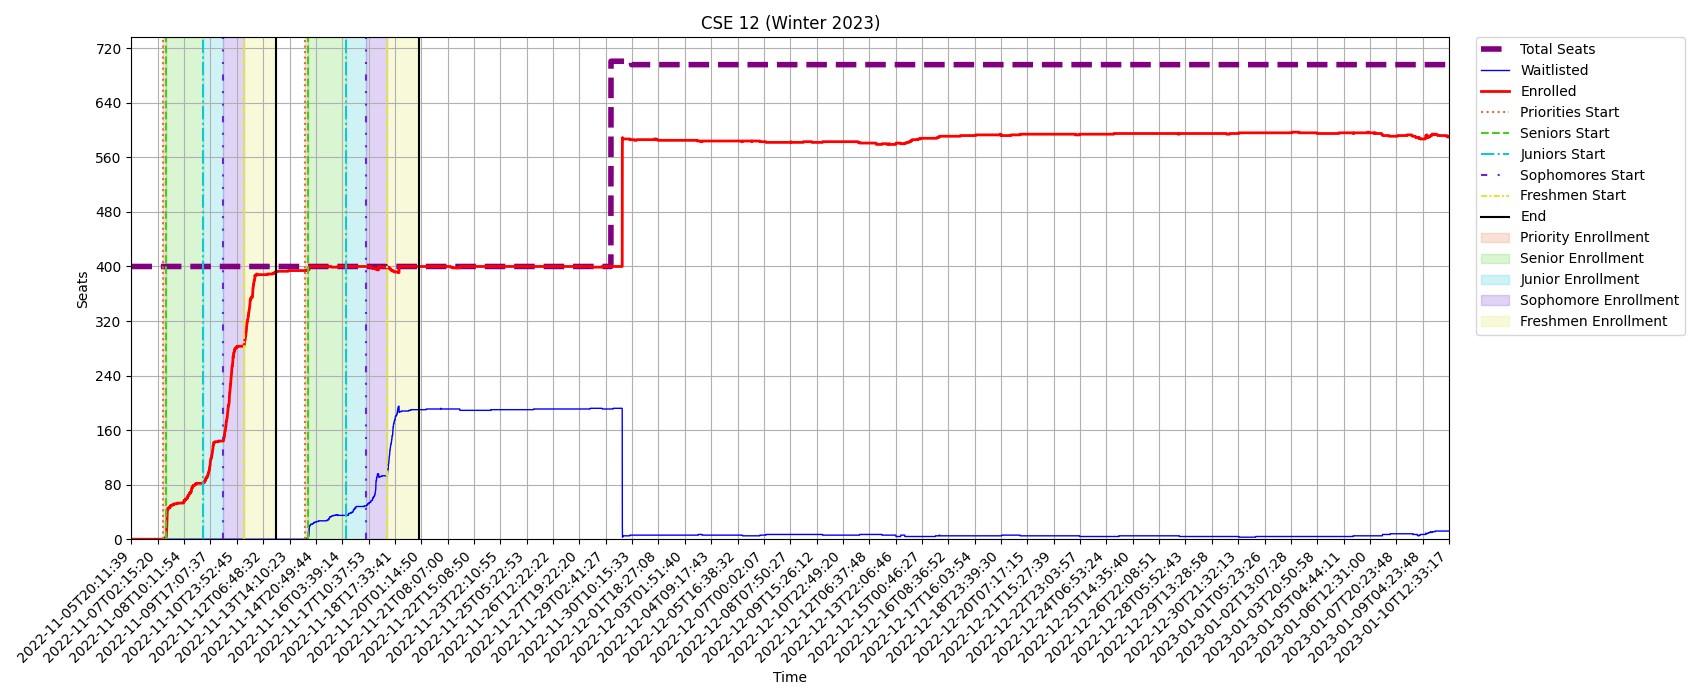 CSE 12 (Winter 2023)
720
640
560
480
400
320
240
160
80
0
Seats
2022-11-05T20:11:39
2022-11-07T02:15:20
2022-11-08T10:11:54
2022-11-09T17:07:37
2022-11-10T23:52:45
2022-11-12T06:48:32
2022-11-13T14:10:23
2022-11-14T20:49:44
2022-11-16T03:39:14
2022-11-17T10:37:53
2022-11-18T17:33:41
2022-11-20T01:14:50
2022-11-21T08:07:00
2022-11-22T15:08:50
2022-11-23T22:10:55
2022-11-25T15:22:53
2022-11-26T12:22:22
2022-11-27T19:22:20
2022-11-29T02:41:27
2022-11-30T10:15:33
2022-12-01T18:27:08
2022-12-03T01:51:40
2022-12-04T09:17:43
2022-12-05T16:38:32
2022-12-07T00:02:07
2022-12-08T07:50:27
2022-12-09T15:26:12
2022-12-10T22:49:20
2022-12-12T06:37:48
2022-12-13T22:06:46
2022-12-15T00:46:27
2022-12-16T08:36:52
2022-12-17T16:03:54
2022-12-18T23:39:30
2022-12-20T07:17:15
2022-12-21T15:27:39
2022-12-22T23:03:57
2022-12-24T06:53:24
2022-12-25T14:35:40
2022-12-26T22:08:51
2022-12-28T05:52:43
2022-12-29T13:28:58
2022-12-30T21:32:13
2023-01-01T05:23:26
2023-01-02T13:07:28
2023-01-03T20:50:58
2023-01-05T04:44:11
2023-01-06T12:31:00
2023-01-07T20:23:48
2023-01-09T04:23:48
2023-01-10T12:33:17
Time
Total Seats
Waitlisted
Enrolled
Priorities Start
Seniors Start
Juniors Start
Sophomores Start
Freshmen Start
End
Priority Enrollment
Senior Enrollment
Junior Enrollment
Sophomore Enrollment
Freshmen Enrollment